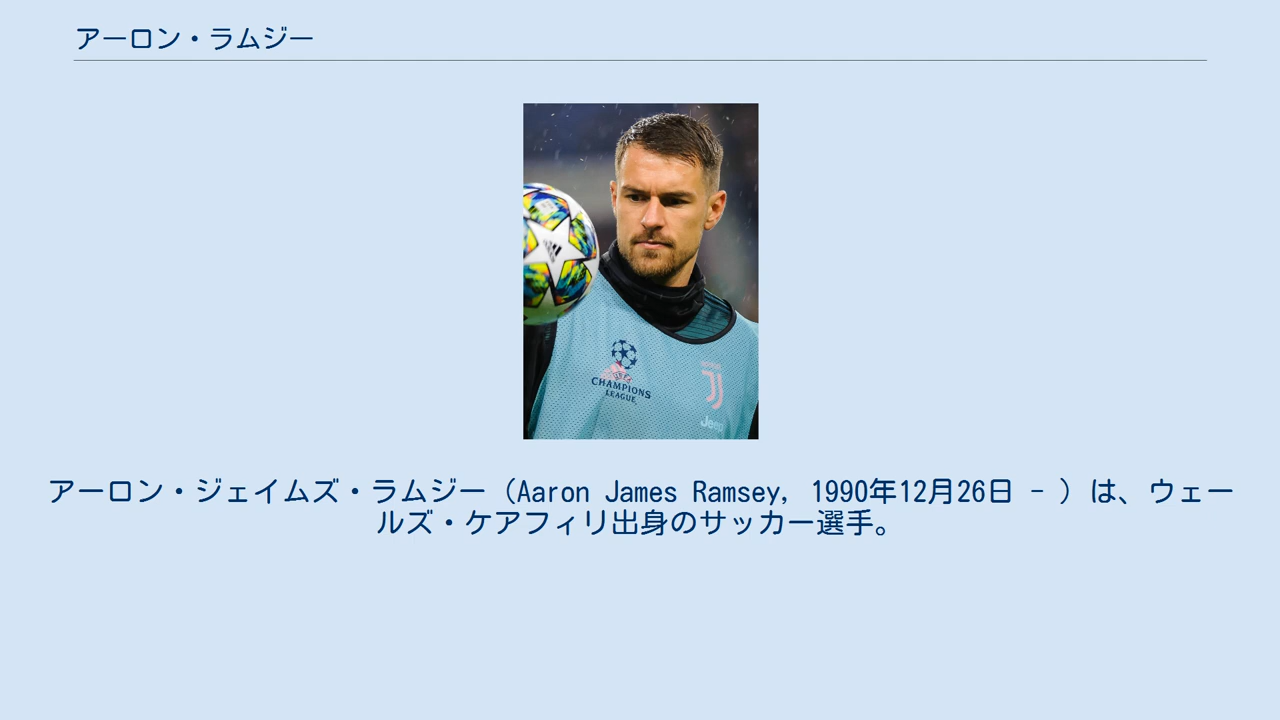 アーロン・ラムジー
CHAMPIONS
LEAGUE
Jeep
アーロン・ジェイムズ・ラムジー（Aaron James Ramsey, 1990年12月26日 - ）は、ウェー
ルズ・ケアフィリ出身のサッカー選手。